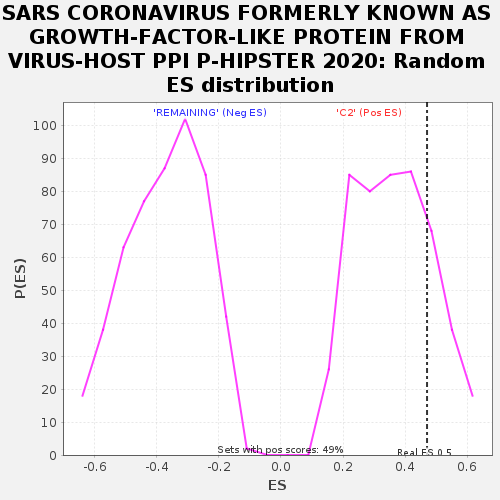 SARS CORONAVIRUS FORMERLY KNOWN AS
GROWTH-FACTOR-LIKE PROTEIN FROM
VIRUS-HOST PPI P-HIPSTER 2020: Random
ES distribution
'REMAINING' (Neg ES)
'C2' (Pos ES)
100
90
80
70
60
50
40
30
20
10
0
P(ES)
Sets with pos scores: 49%
Real ES 0.5
-0.6 -0.4 -0.2 0.0 0.2 0.4 0.6
ES